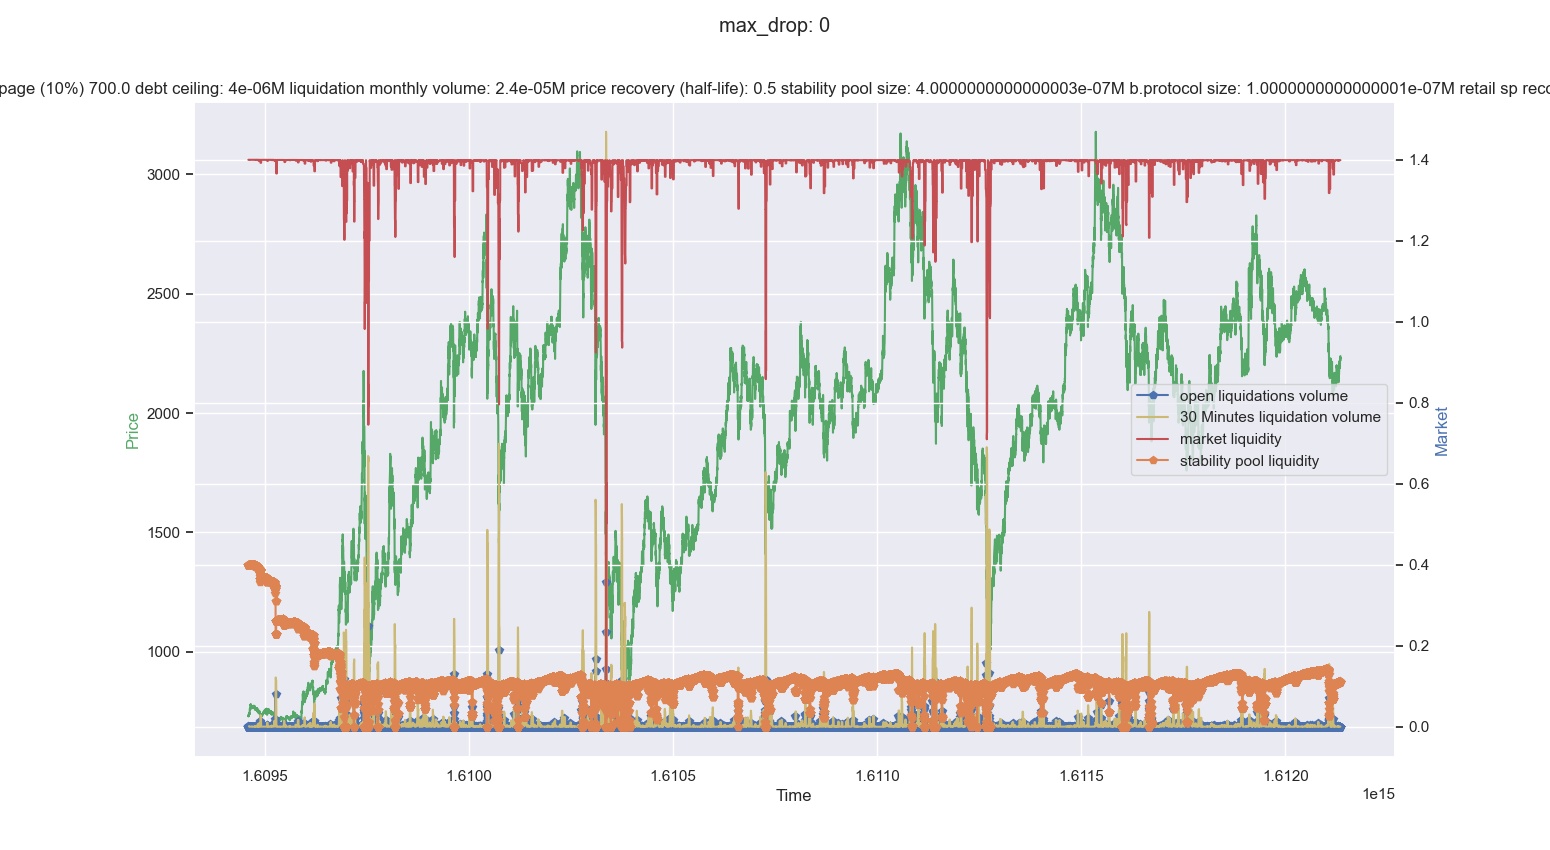 max_drop: 0
page (10%) 700.0 debt ceiling: 4e-06M liquidation monthly volume: 2.4e-05M price recovery (half-life): 0.5 stability pool size: 4.0000000000000003e-07M b.protocol size: 1.0000000000000001e-07M retail sp reco
3000
2500
2000
1500
1000
Price
1.4
1.2
1.0
0.8
0.6
0.4
0.2
0.0
Market
open liquidations volume
30 Minutes liquidation volume
market liquidity
stability pool liquidity
1.6095 1.6100 1.6105 1.6110 1.6115 1.6120
Time
1e15